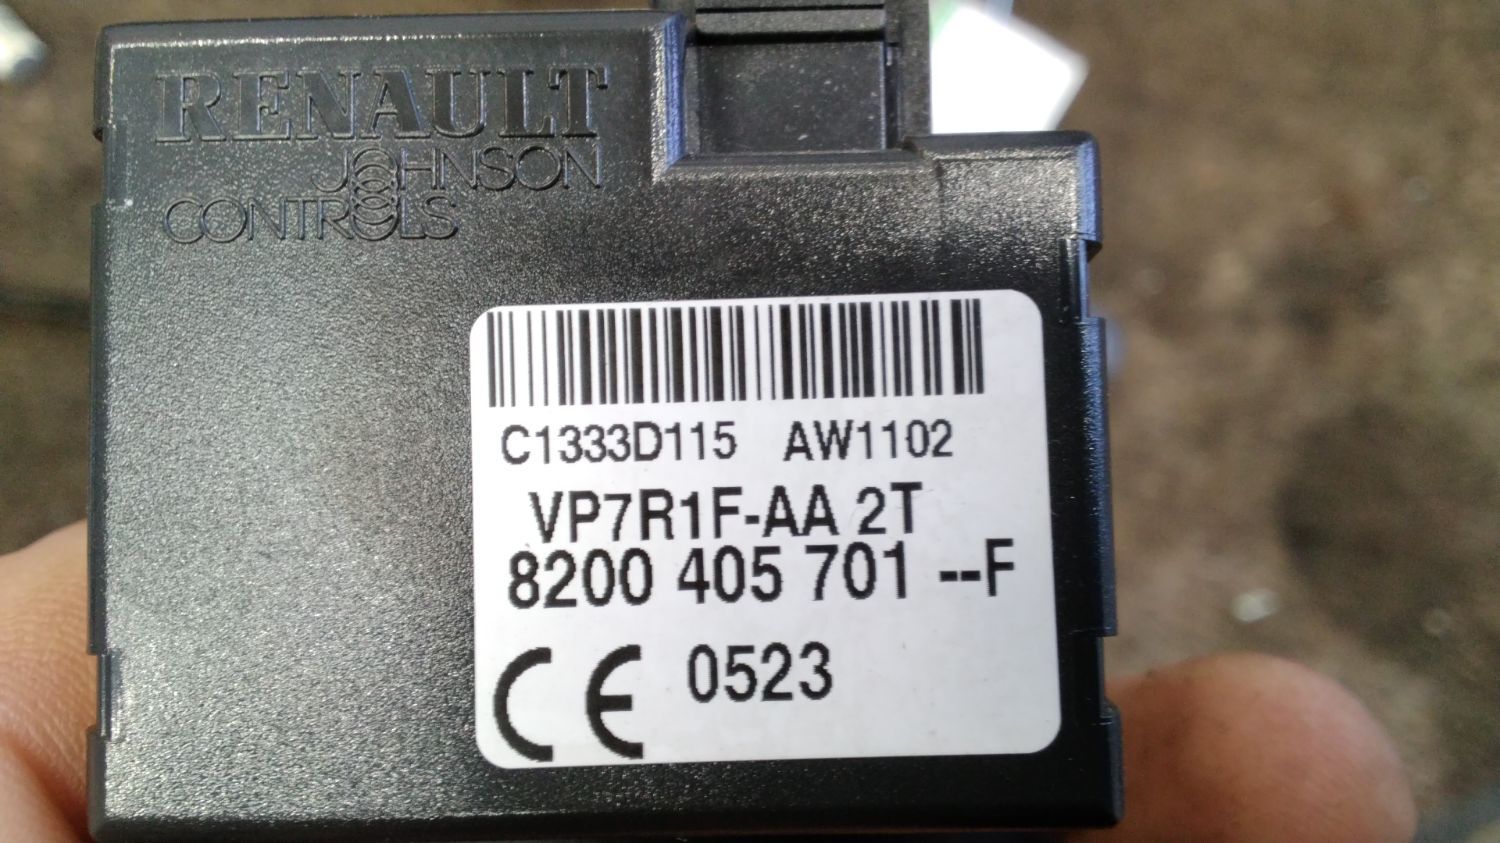 RENAULT
JOHNSON
CONTROLS
C1333D115 AW1102
VP7R1F-AA 2T
8200 405 701 --F
CE 0523